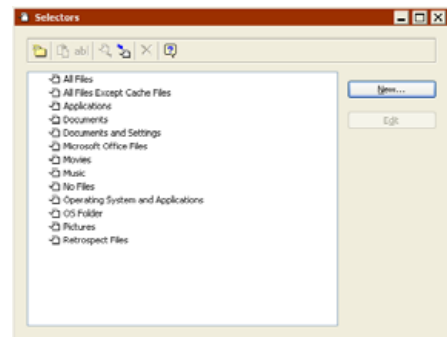 Selectors
abl
All Files
All Files Except Cache Files
Applications
Documents
Documents and Settings
Microsoft Office Files
Movies
Music
No Files
Operating System and Applications
OS Folder
Pictures
Retrospect Files
New...
Edit